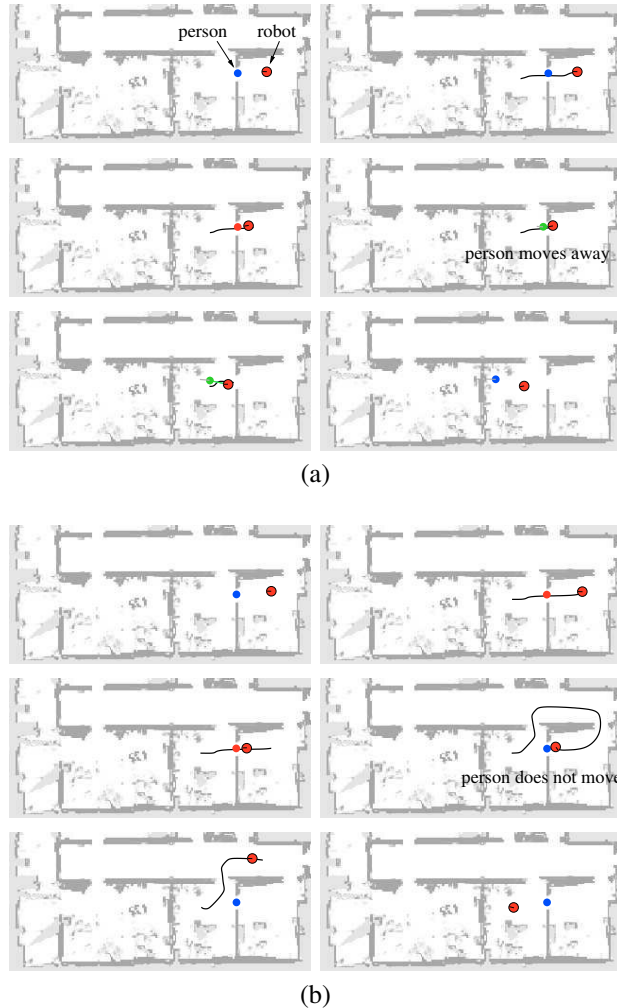 person robot
person moves away
(a)
person does not move
(b)